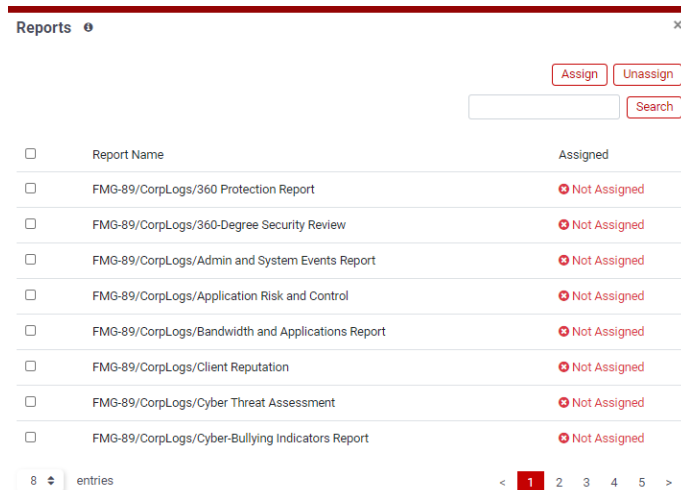 Reports
Assign Unassign
Search
Report Name Assigned
FMG-89/CorpLogs/360 Protection Report Not Assigned
FMG-89/CorpLogs/360-Degree Security Review Not Assigned
FMG-89/CorpLogs/Admin and System Events Report Not Assigned
FMG-89/CorpLogs/Application Risk and Control Not Assigned
FMG-89/CorpLogs/Bandwidth and Applications Report Not Assigned
FMG-89/CorpLogs/Client Reputation Not Assigned
FMG-89/CorpLogs/Cyber Threat Assessment Not Assigned
FMG-89/CorpLogs/Cyber-Bullying Indicators Report Not Assigned
8 entries < 1 2 3 4 5 >